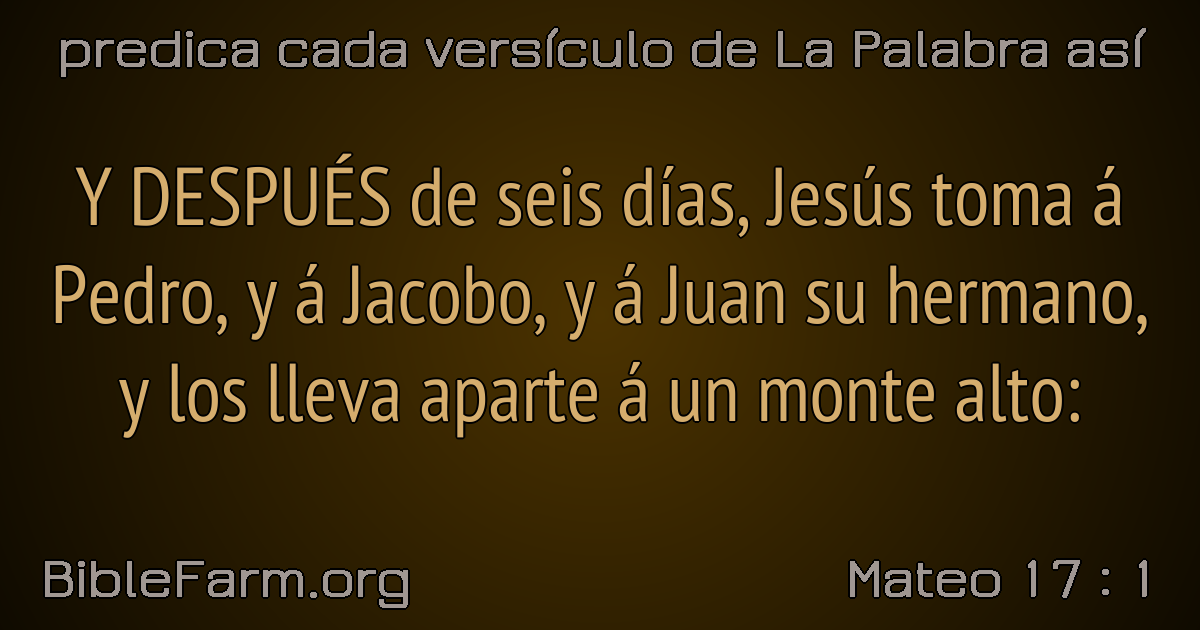 predica cada versículo de La Palabra así
Y DESPUÉS de seis días, Jesús toma á
Pedro, y á Jacobo, y á Juan su hermano,
y los lleva aparte á un monte alto:
BibleFarm.org
Mateo 17 : 1